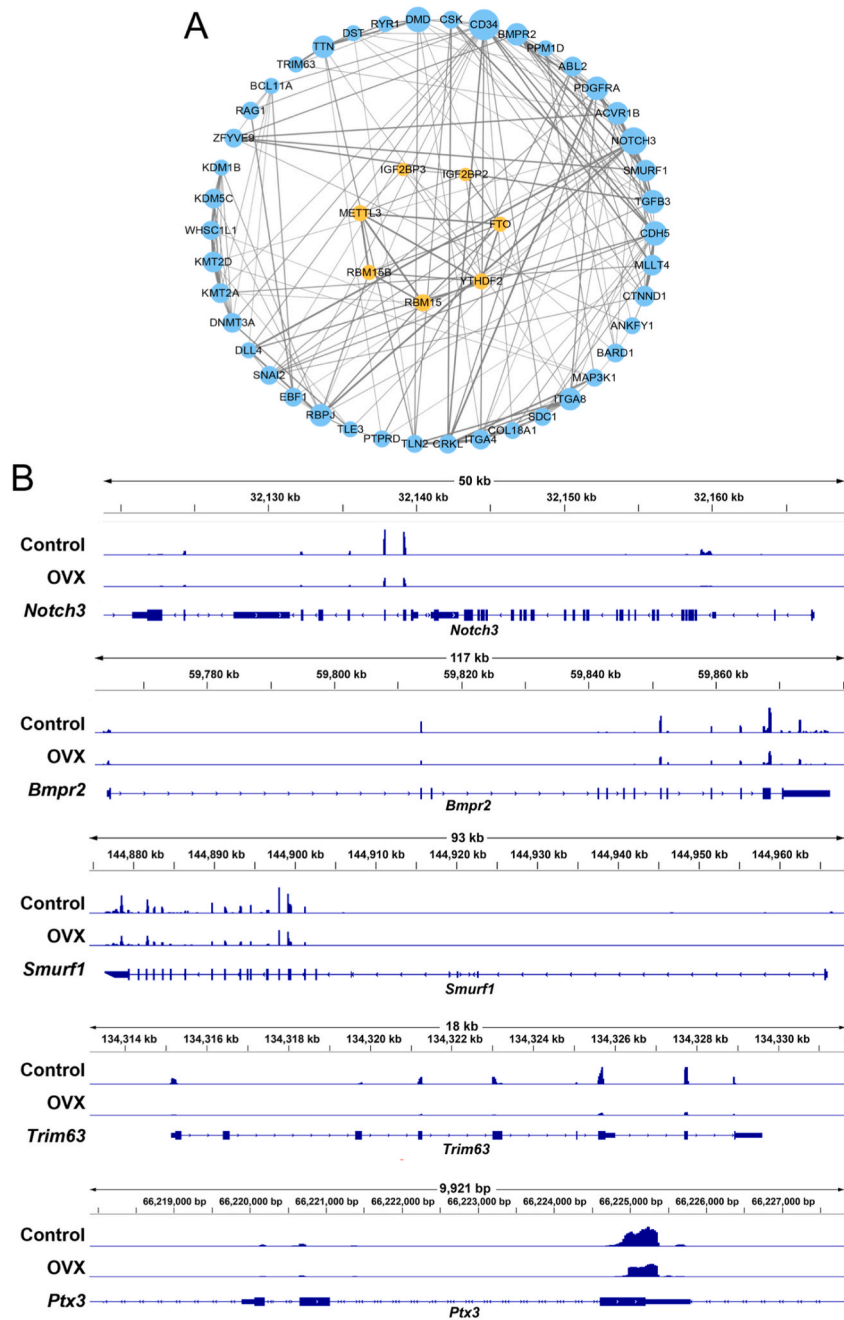 A
RYR1
DMD
CSK
CD34
DST
BMPR2
TTN
PPM1D
TRIM63
ABL2
BCL11A
PDGFRA
RAG1
ACVR1B
ZFYVE9
NOTCH3
KDM1B
IGF2BP3
IGF2BP2
SMURF1
KDM5C
METTL3
TGFB3
WHSC1L1
FTO
CDH5
KMT2D
RBM15B
YTHDF2
MLLT4
KMT2A
RBM15
CTNND1
DNMT3A
ANKFY1
DLL4
BARD1
SNAI2
MAP3K1
EBF1
ITGA8
RBPJ
SDC1
TLE3
COL18A1
PTPRD
TLN2
CRKL
ITGA4
B
50 kb
32,130 kb 32,140 kb 32,150 kb 32,160 kb
Control
OVX
Notch3
Notch3
117 kb
59,780 kb 59,800 kb 59,820 kb 59,840 kb 59,860 kb
Control
OVX
Bmpr2
Bmpr2
93 kb
144,880 kb 144,890 kb 144,900 kb 144,910 kb 144,920 kb 144,930 kb 144,940 kb 144,950 kb 144,960 kb
Control
OVX
Smurf1
Smurf1
18 kb
134,314 kb 134,316 kb 134,318 kb 134,320 kb 134,322 kb 134,324 kb 134,326 kb 134,328 kb 134,330 kb
Control
OVX
Trim63
Trim63
9,921 bp
66,219,000 bp 66,220,000 bp 66,221,000 bp 66,222,000 bp 66,223,000 bp 66,224,000 bp 66,225,000 bp 66,226,000 bp 66,227,000 bp
Control
OVX
Ptx3
Ptx3